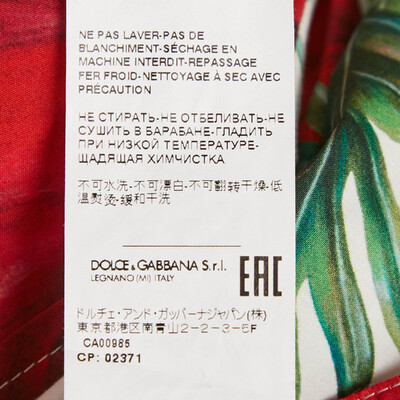 NE PAS LAVER-PAS DE
BLANCHIMENT-SÉCHAGE EN
MACHINE INTERDIT-REPASSAGE
FER FROID-NETTOYAGE À SEC AVEC
PRÉCAUTION
НЕ СТИРАТЬ-НЕ ОТБЕЛИВАТЬ-НЕ
СУШИТЬ В БАРАБАНЕ-ГЛАДИТЬ
ПРИ НИЗКОЙ ТЕМПЕРАТУРЕ-
ЩАДЯЩАЯ ХИМЧИСТКА
不可水洗-不可漂白-不可翻转干燥-低
温熨烫-缓和干洗
DOLCE & GABBANA S.r.l.
LEGNANO (MI) ITALY
EAC
ドルチェ・アンド・ガッバーナジャパン(株)
東京都港区南青山2-2-3-5F
CA00985
CP: 02371